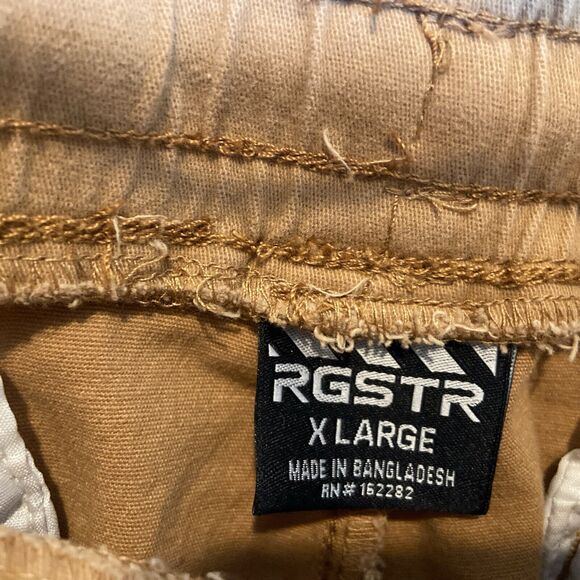 RGSTR
X LARGE
MADE IN BANGLADESH
RN# 162282